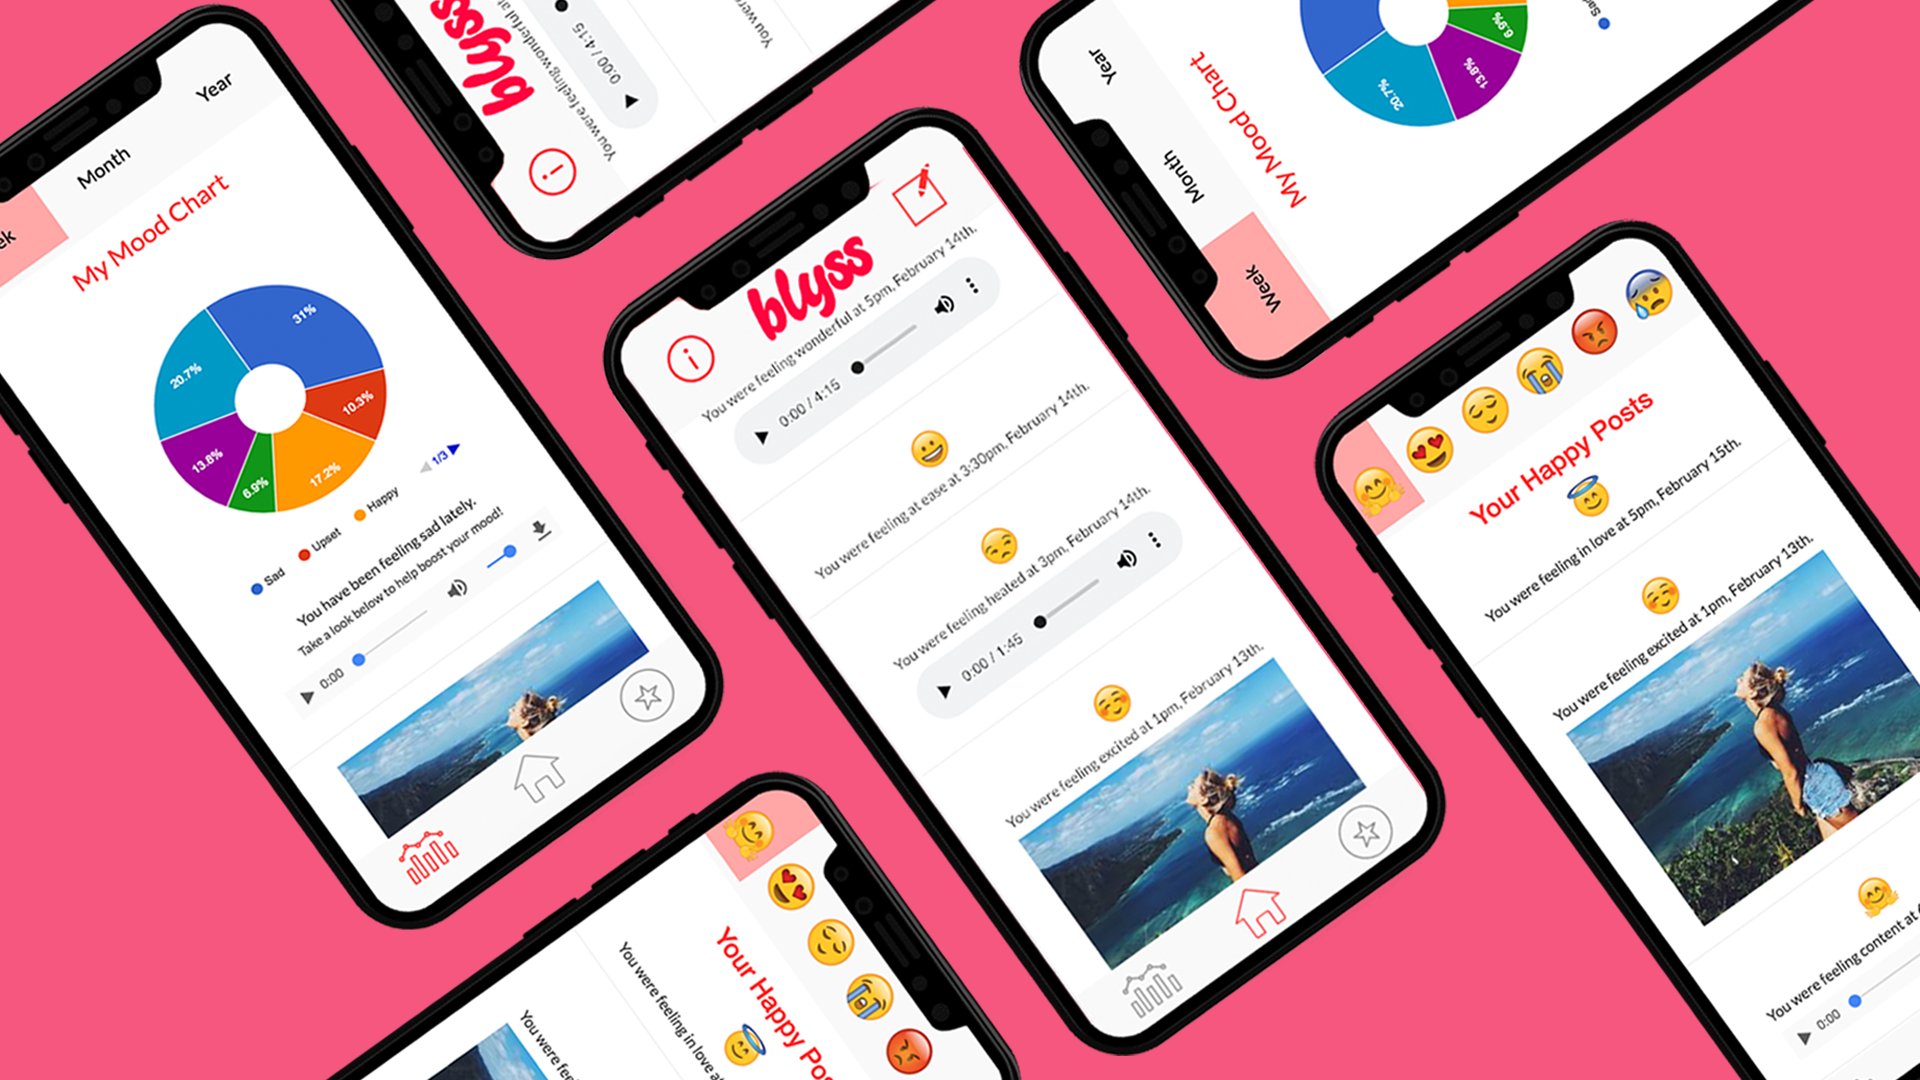 ek
Month
Year
My Mood Chart
31%
20.7%
10.3%
13.8%
6.9%
17.2%
1/3
Sad
Upset
Happy
You have been feeling sad lately.
Take a look below to help boost your mood!
0:00
blyss
You were feeling wonderful at
0:00 / 4:15
You were
blyss
You were feeling wonderful at 5pm, February 14th.
0:00 / 4:15
You were feeling at ease at 3:30pm, February 14th.
You were feeling heated at 3pm, February 14th.
0:00 / 1:45
You were feeling excited at 1pm, February 13th.
Week
Month
Year
My Mood Chart
20.7%
13.8%
6.9%
Your Happy Posts
You were feeling in love at 5pm, February 15th.
You were feeling excited at 1pm, February 13th.
You were feeling content at
0:00
Your Happy Pos
You were feeling in love at
You were fee